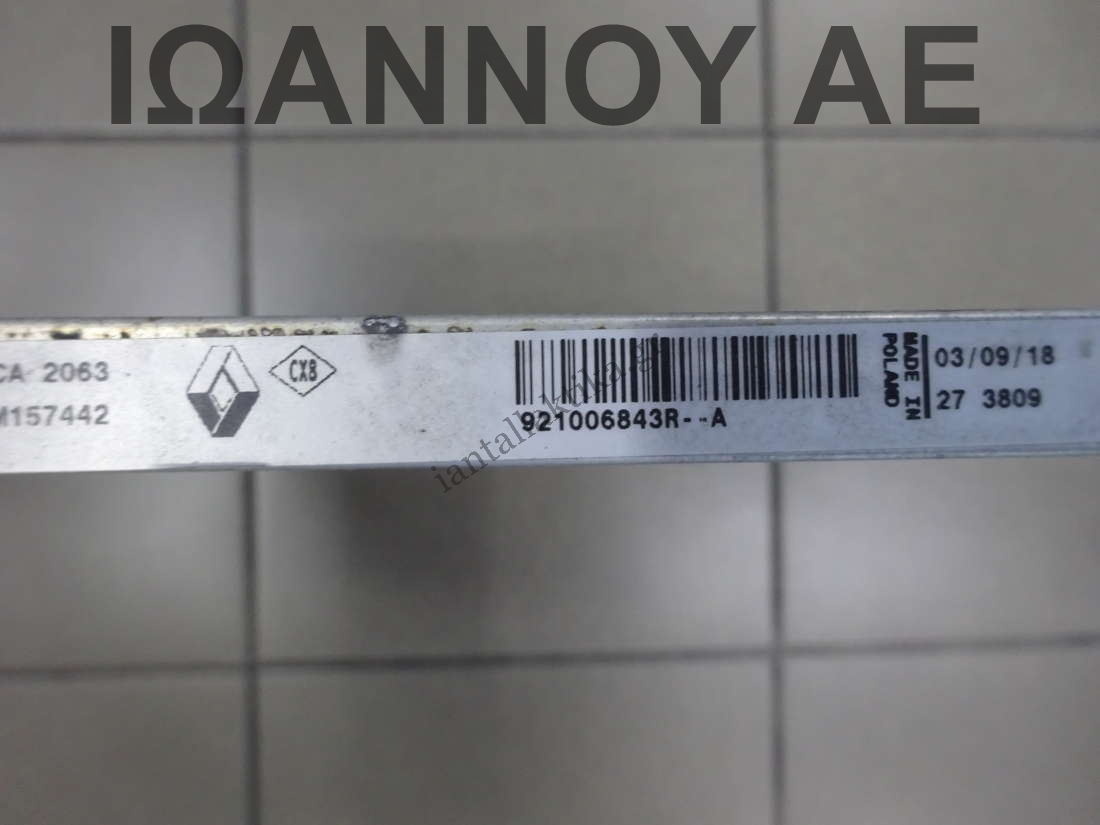 ΙΩΑΝΝΟΥ ΑΕ
CA 2063
M157442
CX8
921006843R--A
MADE IN
POLAND
03/09/18
27 3809